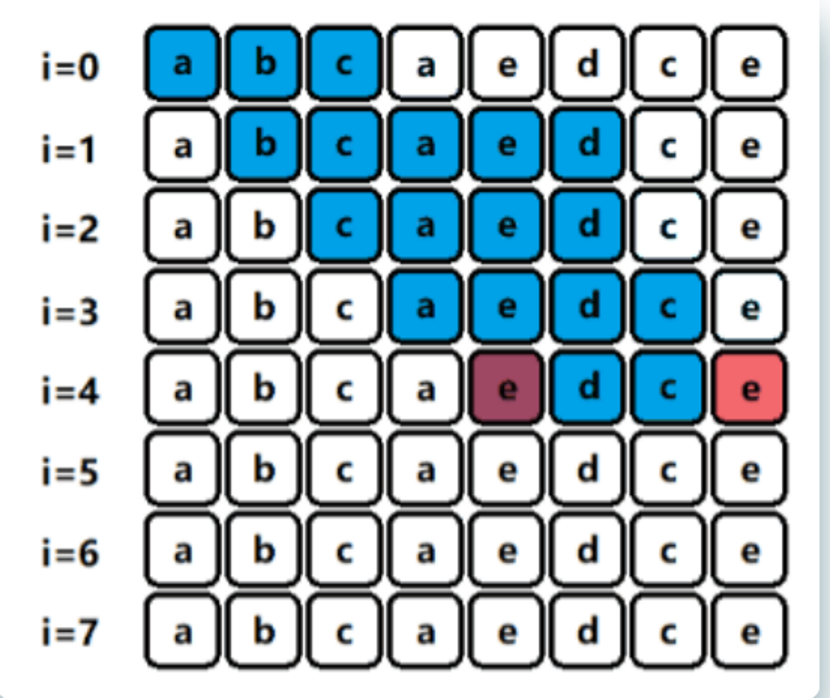 i=0 a b c a e d c e
i=1 a b c a e d c e
i=2 a b c a e d c e
i=3 a b c a e d c e
i=4 a b c a e d c e
i=5 a b c a e d c e
i=6 a b c a e d c e
i=7 a b c a e d c e